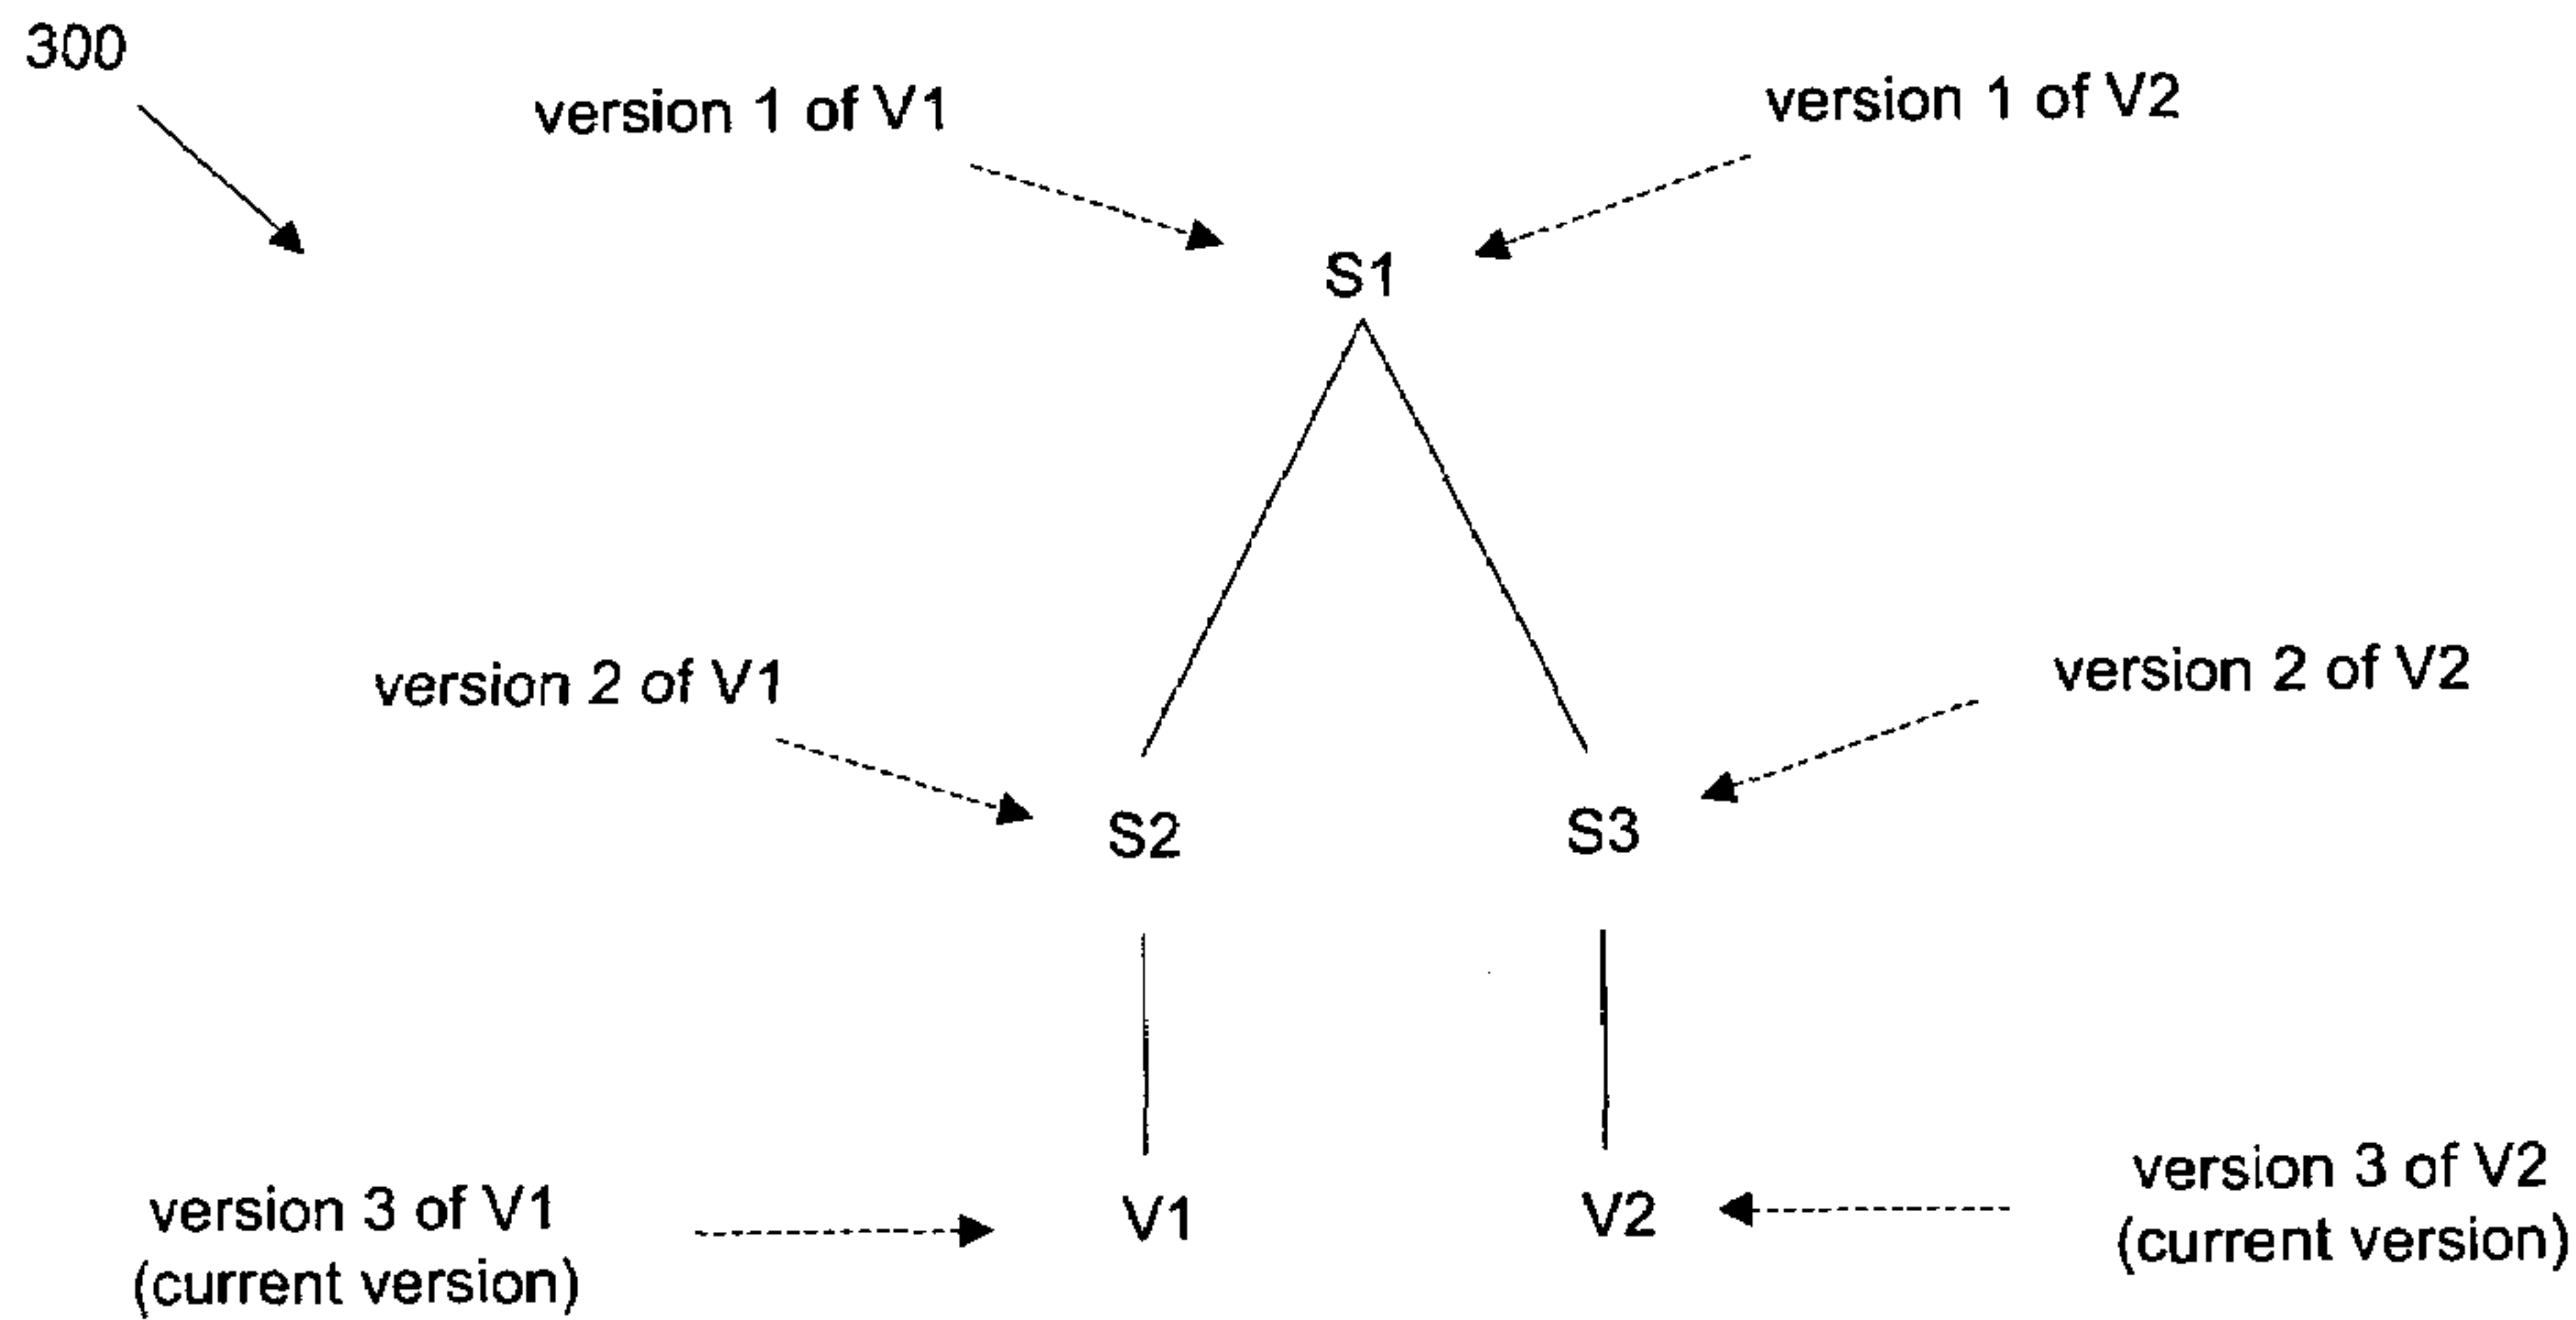 300
version 1 of V1
version 1 of V2
S1
version 2 of V1
version 2 of V2
S2
S3
version 3 of V1
(current version)
V1
V2
version 3 of V2
(current version)